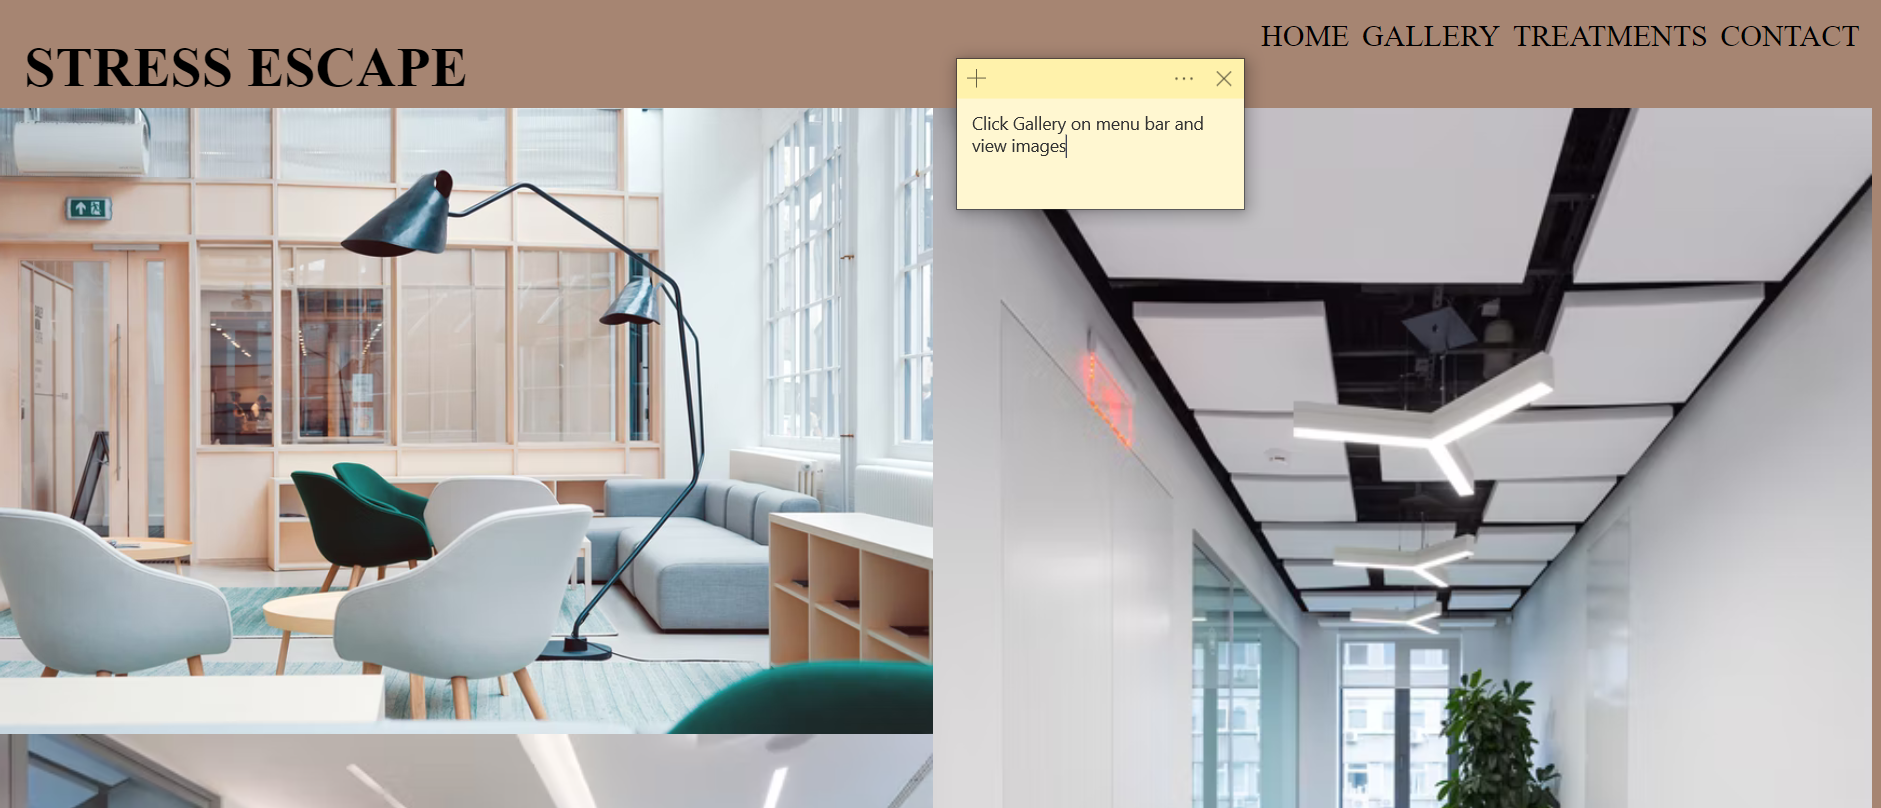 HOME GALLERY TREATMENTS CONTACT
STRESS ESCAPE
Click Gallery on menu bar and
view images